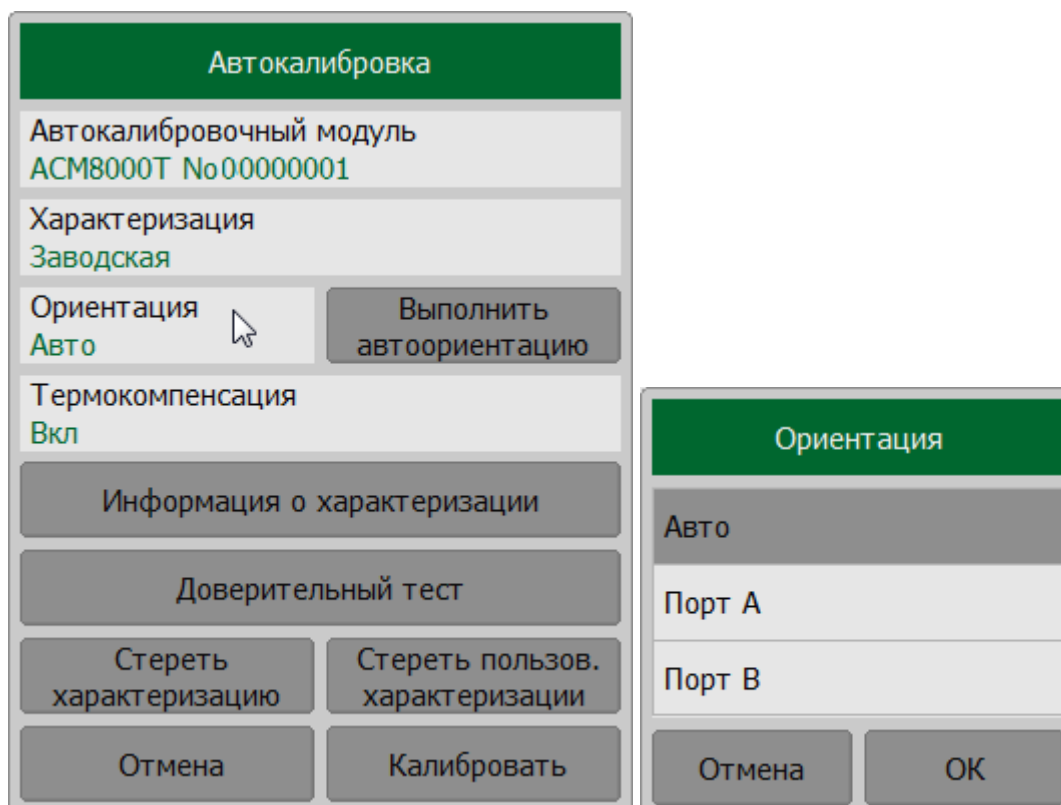 Автокалибровка
Автокалибровочный модуль
ACM8000T No00000001
Характеризация
Заводская
Ориентация
Авто
Выполнить
автоориентацию
Термокомпенсация
Вкл
Информация о характеризации
Доверительный тест
Стереть
характеризацию
Стереть пользов.
характеризации
Отмена
Калибровать
Ориентация
Авто
Порт A
Порт B
Отмена
ОК